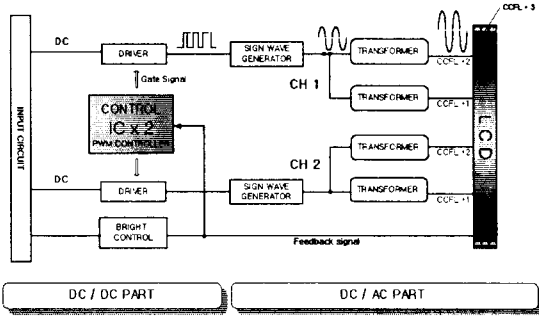 CCFL * 3
DC
DRIVER
SIGN WAVE
GENERATOR
TRANSFORMER
CCFL *2
Gate Signal
CH 1
TRANSFORMER
CCFL *1
INPUT CIRCUIT
CONTROL
IC x 2
PWM CONTROLLER
LCD
CH 2
TRANSFORMER
CCFL *2
DC
DRIVER
SIGN WAVE
GENERATOR
TRANSFORMER
CCFL *1
BRIGHT
CONTROL
Feedback signal
DC / DC PART
DC / AC PART